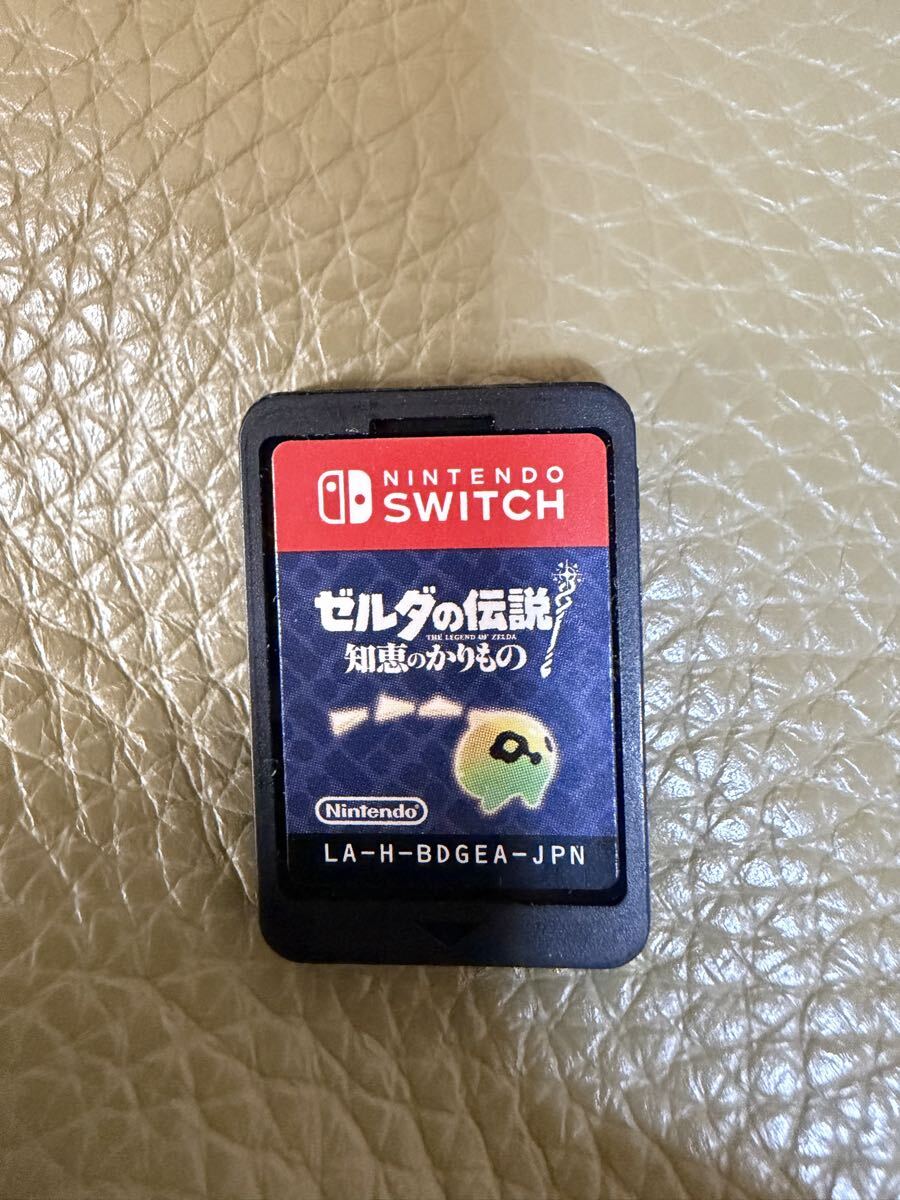 NINTENDO
SWITCH
ゼルダの伝説
THE LEGEND OF ZELDA
知恵のかりもの
Nintendo®
LA-H-BDGEA-JPN